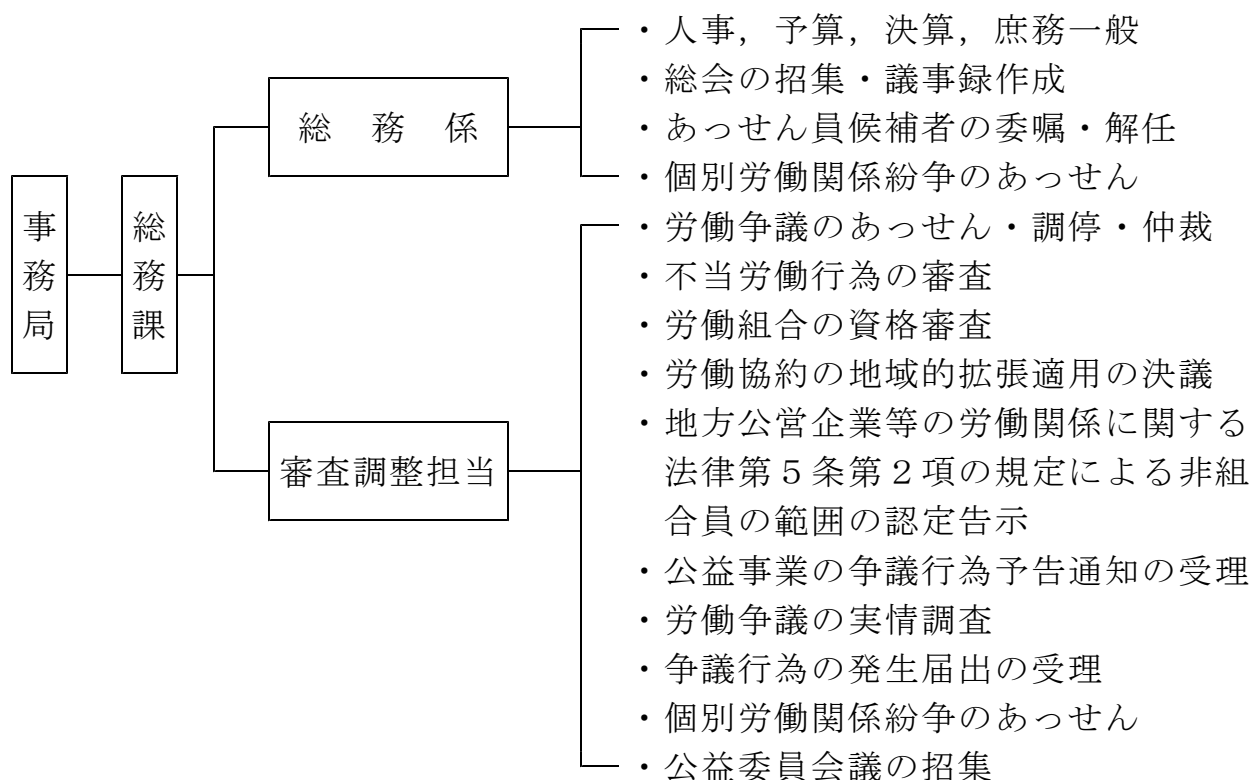 事務局
総務課
総務係
・人事，予算，決算，庶務一般
・総会の招集・議事録作成
・あっせん員候補者の委嘱・解任
・個別労働関係紛争のあっせん
審査調整担当
・労働争議のあっせん・調停・仲裁
・不当労働行為の審査
・労働組合の資格審査
・労働協約の地域的拡張適用の決議
・地方公営企業等の労働関係に関する
法律第５条第２項の規定による非組
合員の範囲の認定告示
・公益事業の争議行為予告通知の受理
・労働争議の実情調査
・争議行為の発生届出の受理
・個別労働関係紛争のあっせん
・公益委員会議の招集